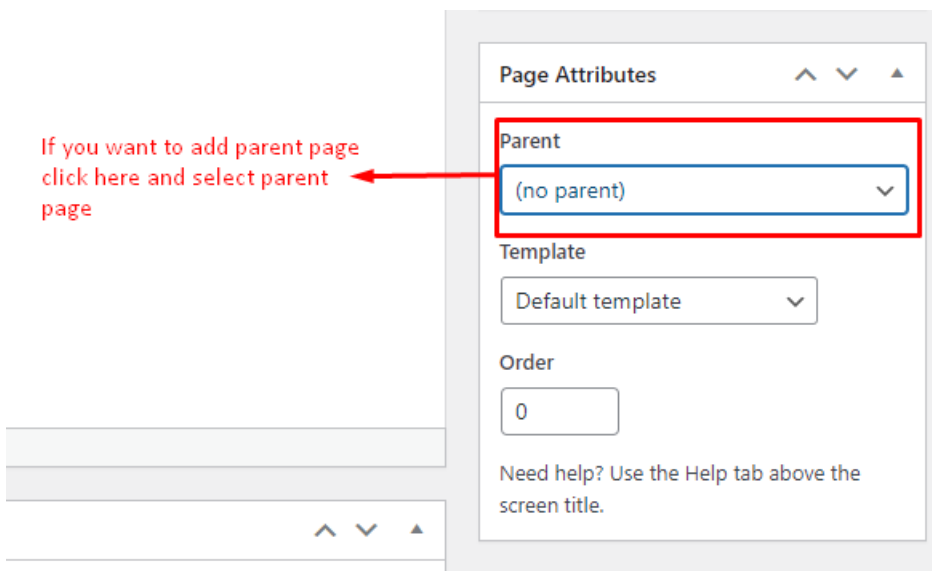 Page Attributes
If you want to add parent page
click here and select parent
page
Parent
(no parent)
Template
Default template
Order
0
Need help? Use the Help tab above the
screen title.